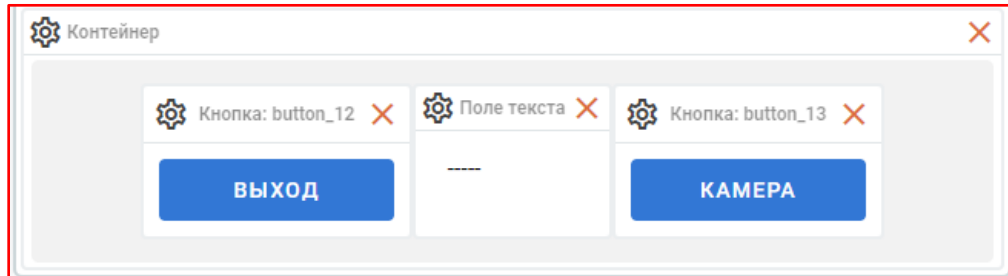 Контейнер
Кнопка: button_12
Поле текста
Кнопка: button_13
ВЫХОД
-----
КАМЕРА